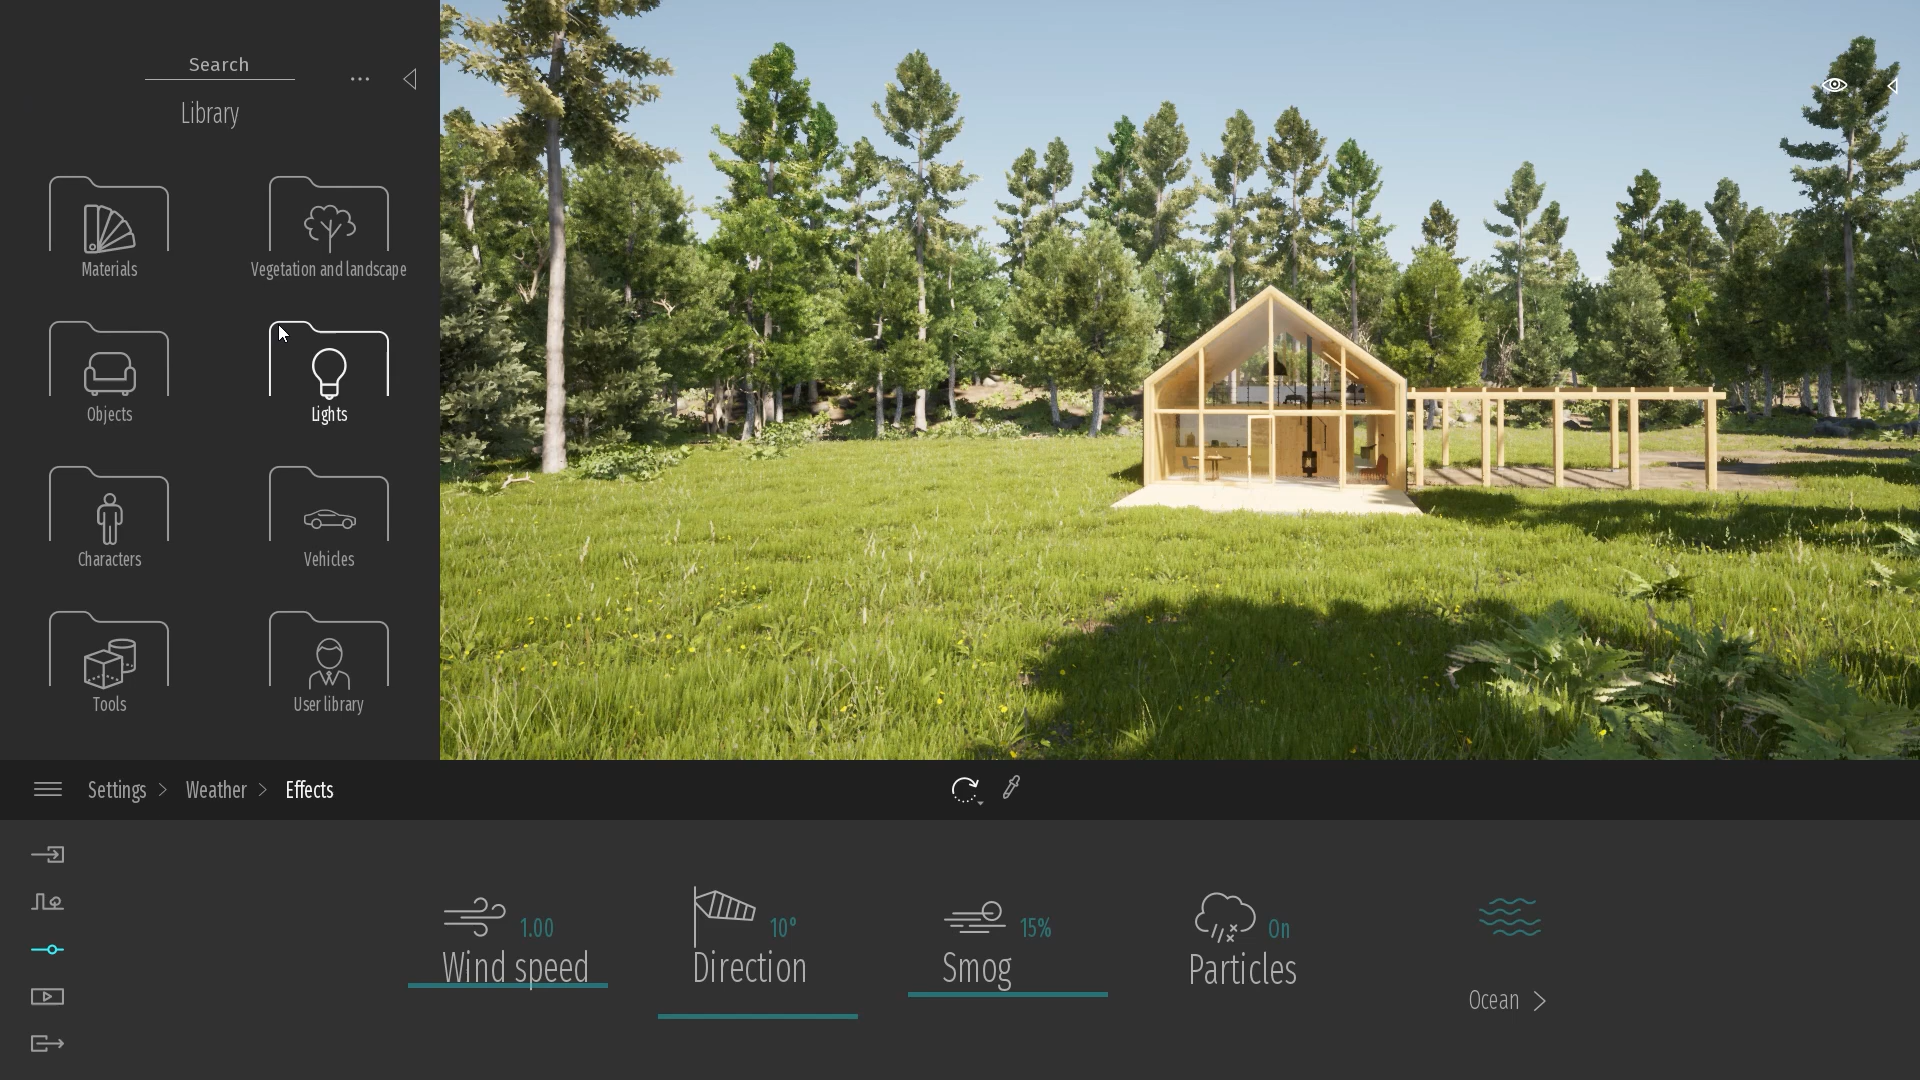 Search
...
Library
Materials
Vegetation and landscape
Objects
Lights
Characters
Vehicles
Tools
User library
Settings > Weather > Effects
1.00
Wind speed
10°
Direction
15%
Smog
On
Particles
Ocean >